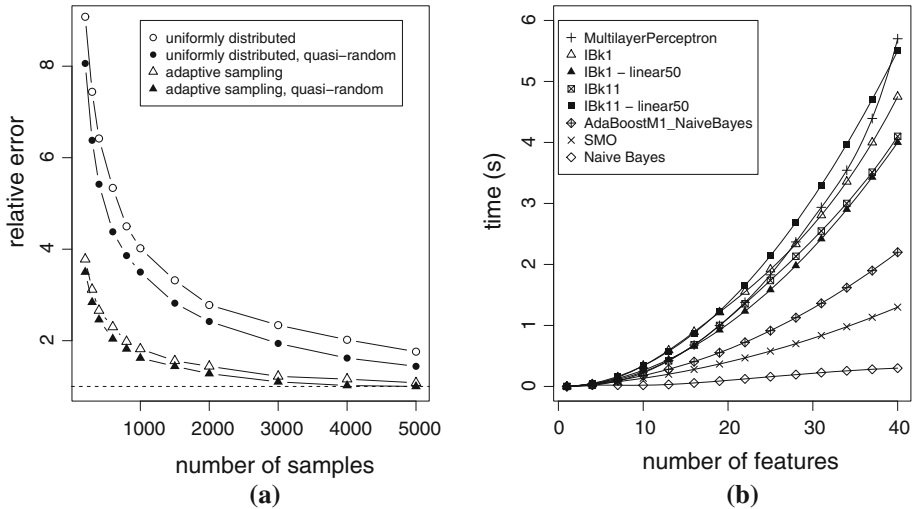 uniformly distributed
uniformly distributed, quasi-random
adaptive sampling
adaptive sampling, quasi-random
relative error
8
6
4
2
1000
2000
3000
4000
5000
number of samples
(a)
MultilayerPerceptron
IBk1
IBk1 – linear50
IBk11
IBk11 – linear50
AdaBoostM1_NaiveBayes
SMO
Naive Bayes
time (s)
6
5
4
3
2
1
0
0
10
20
30
40
number of features
(b)